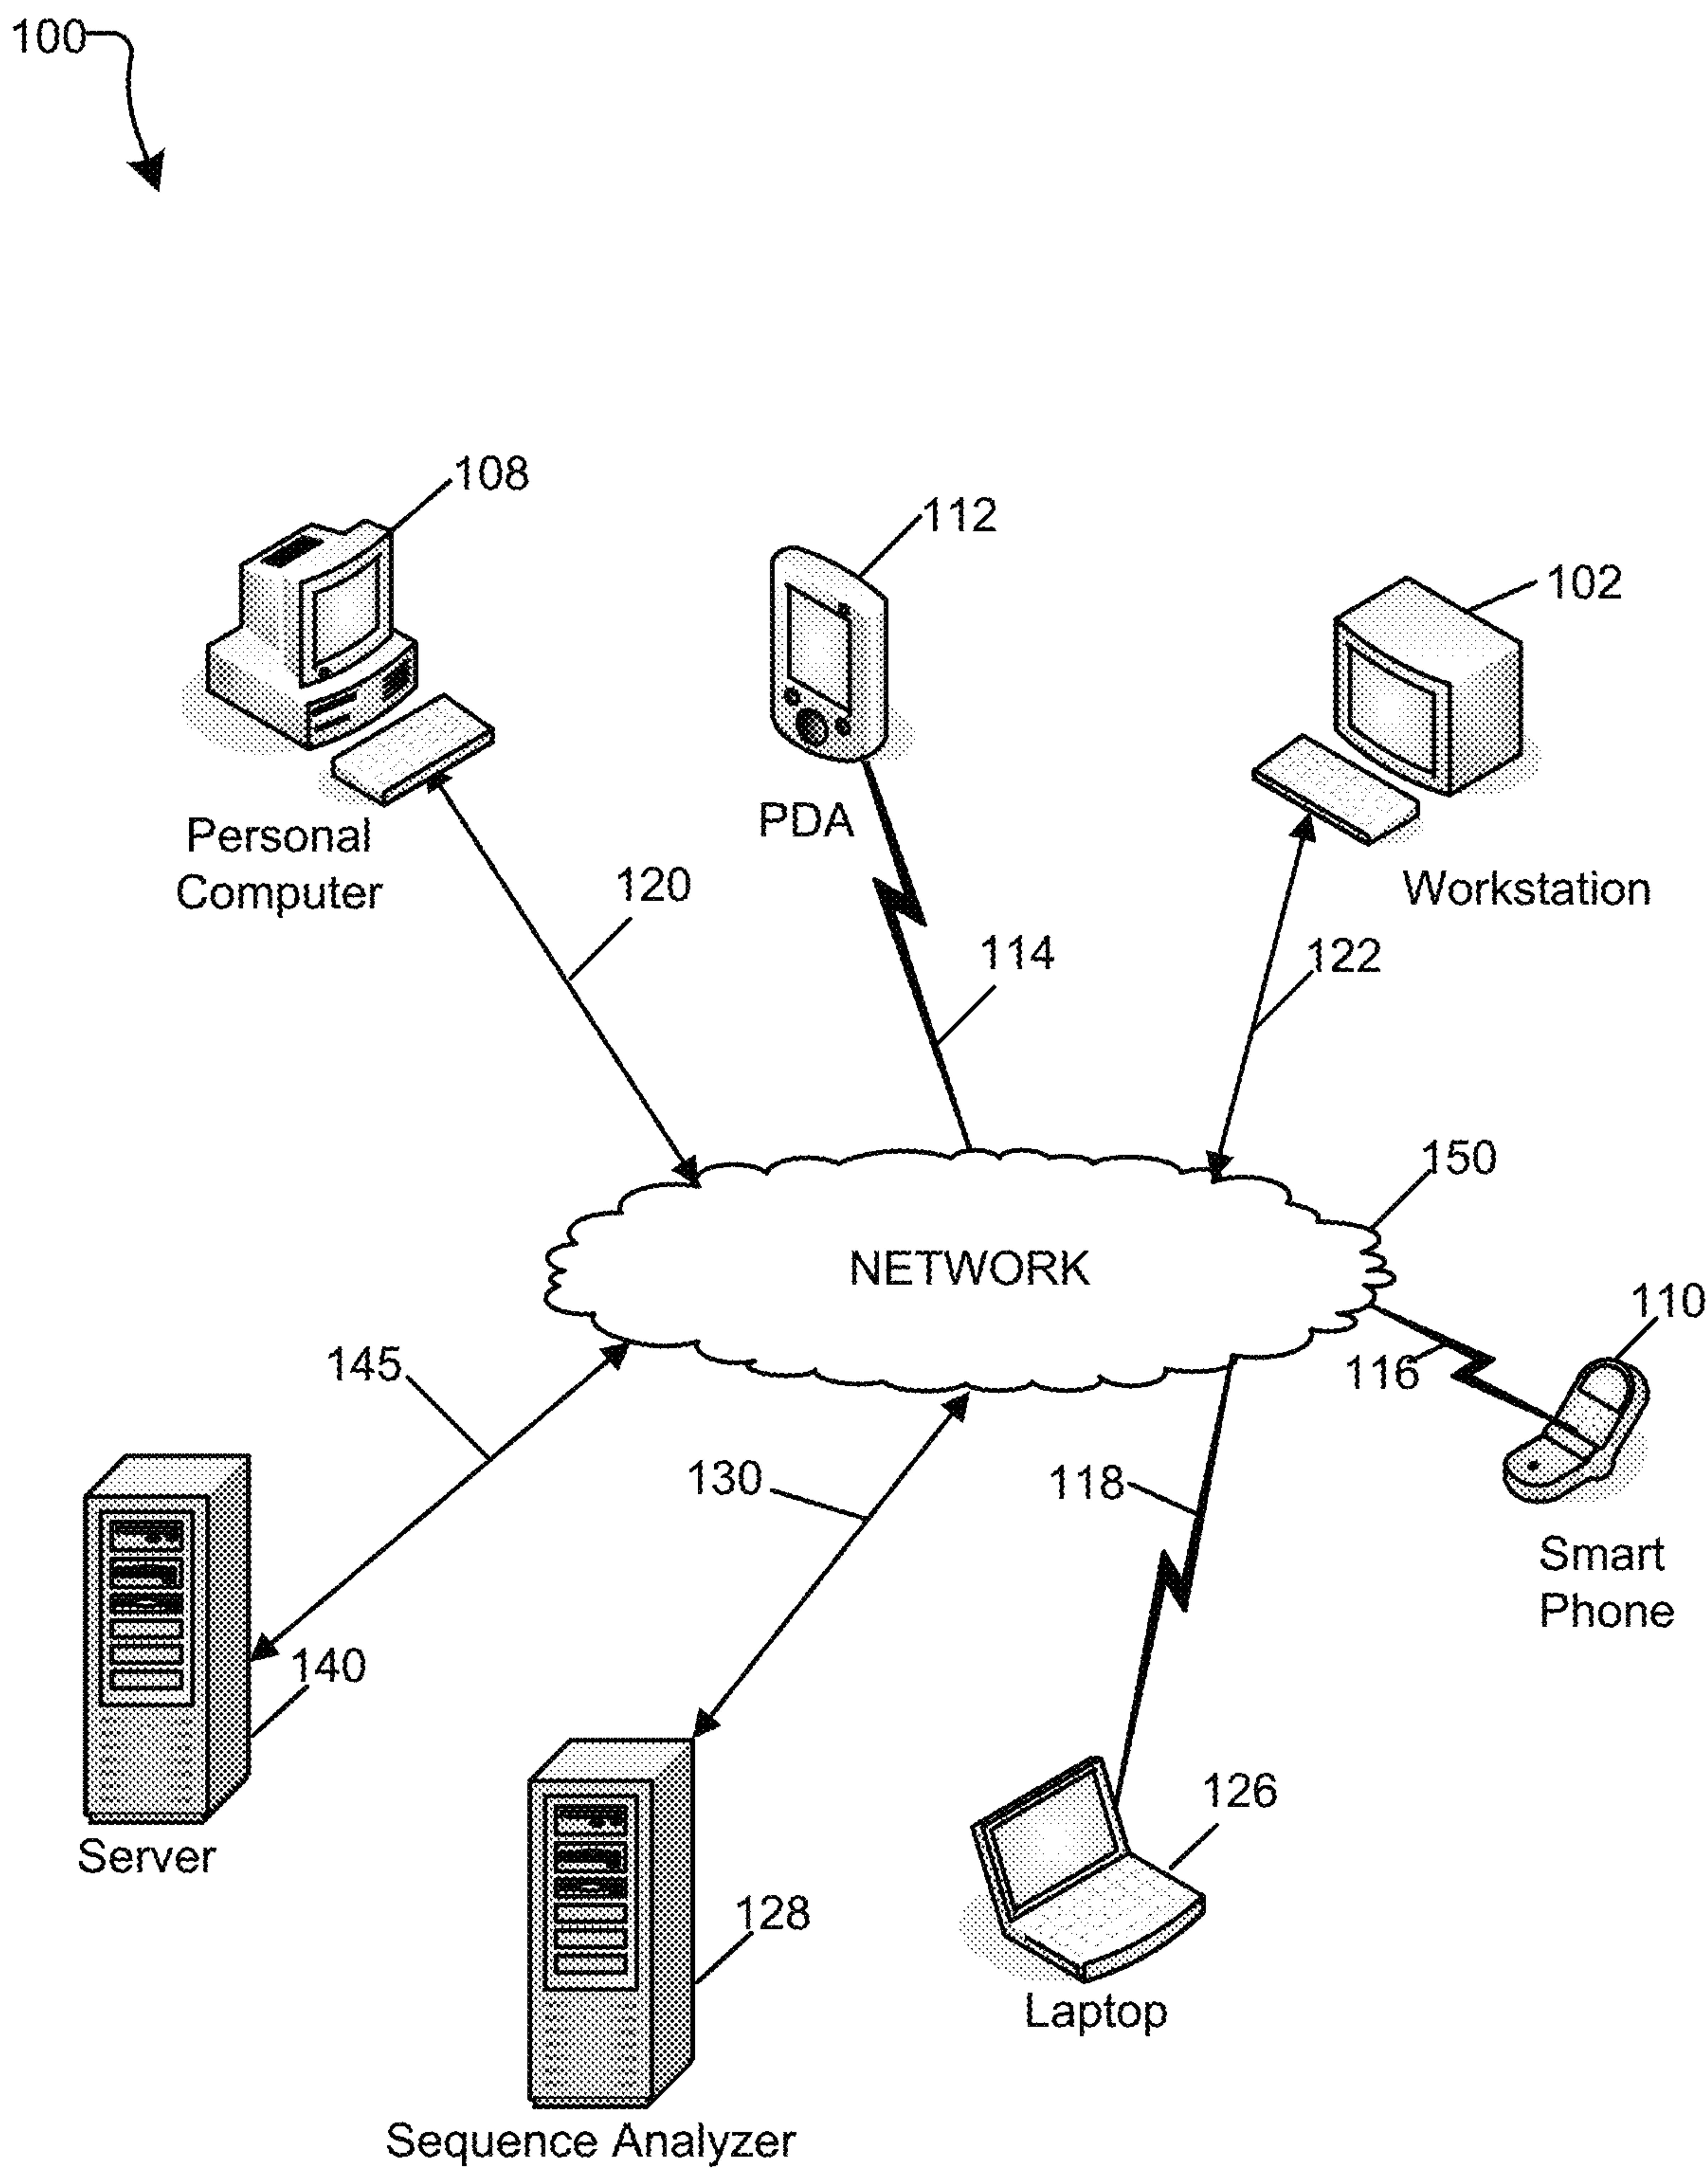 100
108
112
102
Personal
Computer
PDA
Workstation
120
114
122
150
NETWORK
110
145
116
130
118
Smart
Phone
140
126
Server
128
Laptop
Sequence Analyzer